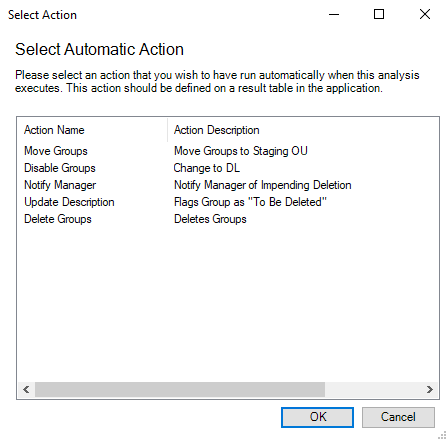 Select Action
Select Automatic Action
Please select an action that you wish to have run automatically when this analysis
executes. This action should be defined on a result table in the application.
Action Name Action Description
Move Groups Move Groups to Staging OU
Disable Groups Change to DL
Notify Manager Notify Manager of Impending Deletion
Update Description Flags Group as "To Be Deleted"
Delete Groups Deletes Groups
OK Cancel